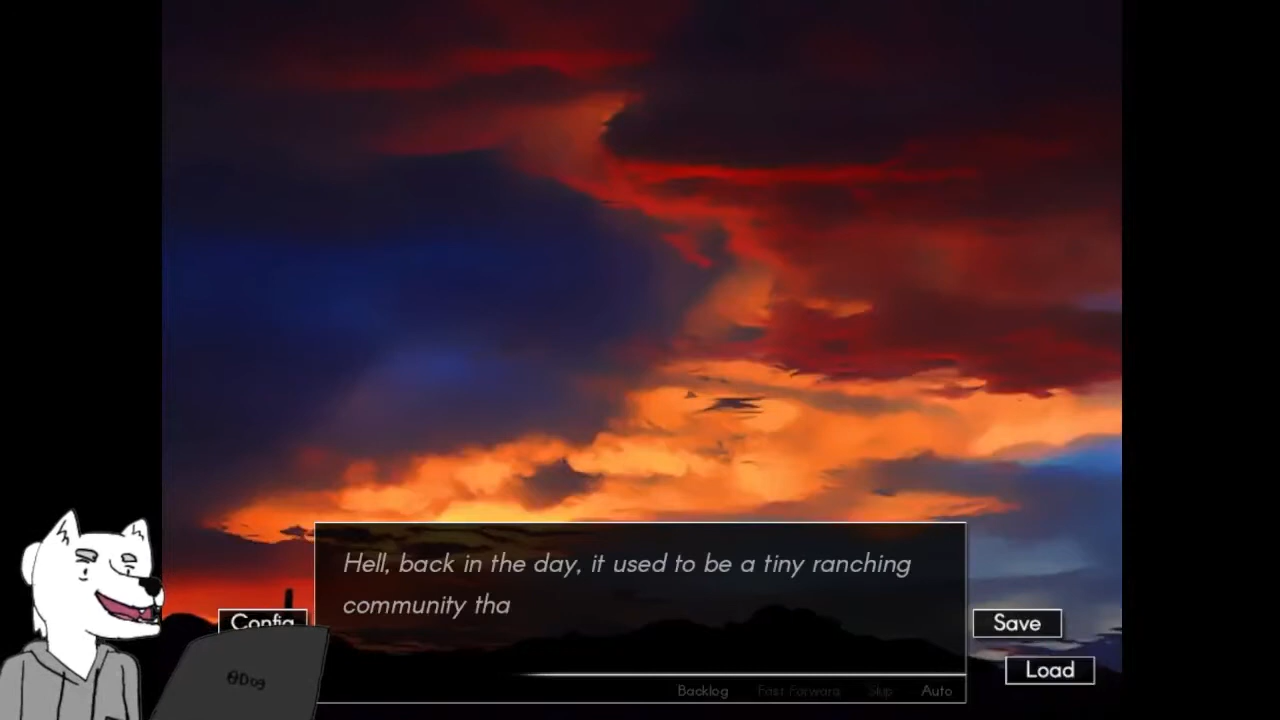 Hell, back in the day, it used to be a tiny ranching
community tha
Config
Save
Load
Backlog Fast Forward Skip Auto
@Dog